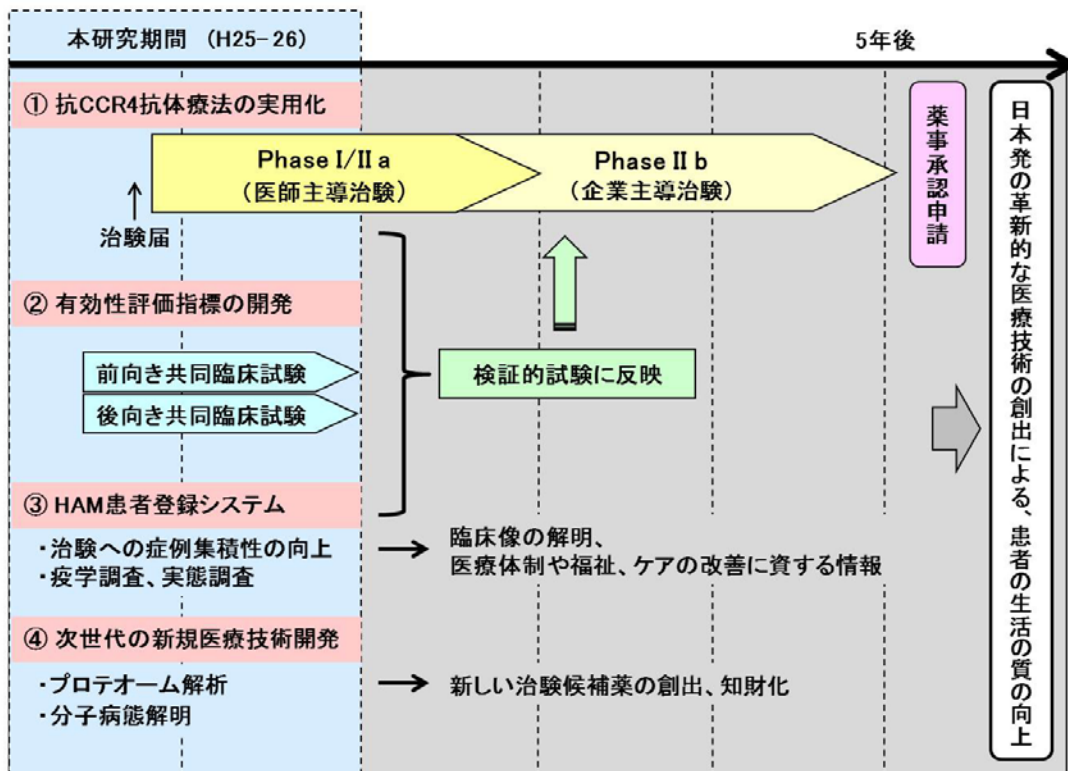 本研究期間 (H25-26)
5年後
① 抗CCR4抗体療法の実用化
Phase I/II a
(医師主導治験)
Phase II b
(企業主導治験)
治験届
薬事承認申請
② 有効性評価指標の開発
前向き共同臨床試験
後向き共同臨床試験
検証的試験に反映
③ HAM患者登録システム
・治験への症例集積性の向上
・疫学調査、実態調査
臨床像の解明、
医療体制や福祉、ケアの改善に資する情報
④ 次世代の新規医療技術開発
・プロテオーム解析
・分子病態解明
新しい治験候補薬の創出、知財化
日本発の革新的な医療技術の創出による、患者の生活の質の向上